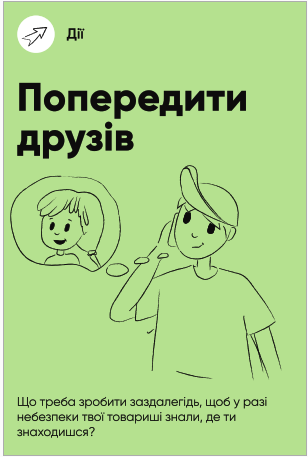 Дії
Попередити
друзів
Що треба зробити заздалегідь, щоб у разі
небезпеки твої товариші знали, де ти
знаходишся?